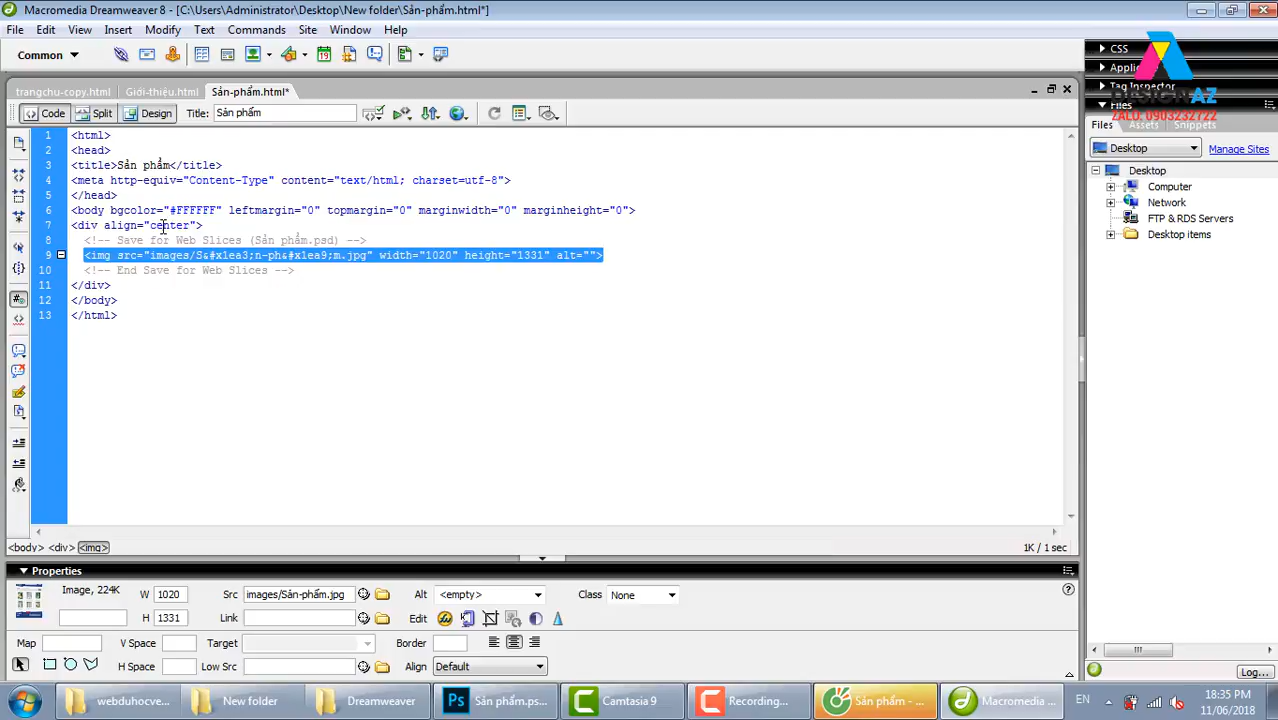 Macromedia Dreamweaver 8 - [C:\Users\Administrator\Desktop\New folder\Sản-phẩm.html*]
File Edit View Insert Modify Text Commands Site Window Help
Common
CSS
Tag Inspector
DESIGN AZ
ZALO: 0903232722
trangchu-copy.html Giới-thiệu.html Sản-phẩm.html*
Files
Code Split Design Title: Sản phẩm
Files Assets Snippets
Desktop Manage Sites
Desktop
Computer
Network
FTP & RDS Servers
Desktop items
1 <html>
2 <head>
3 <title>Sản phẩm</title>
4 <meta http-equiv="Content-Type" content="text/html; charset=utf-8">
5 </head>
6 <body bgcolor="#FFFFFF" leftmargin="0" topmargin="0" marginwidth="0" marginheight="0">
7 <div align="center">
8 <!-- Save for Web Slices (Sản phẩm.psd) -->
9 <img src="images/S&#x1ea3;n-ph&#x1ea9;m.jpg" width="1020" height="1331" alt="">
10 <!-- End Save for Web Slices -->
11 </div>
12 </body>
13 </html>
<body> <div> <img> 1K / 1 sec
Properties
Image, 224K W 1020 Src images/Sản-phẩm.jpg Alt <empty> Class None
H 1331 Link Edit
Map V Space Target Border
H Space Low Src Align Default
Log...
webduhocve... New folder Dreamweaver Ps Sản phẩm.ps... Camtasia 9 Recording... Sản phẩm - ... Macromedia ... EN 18:35 PM
11/06/2018